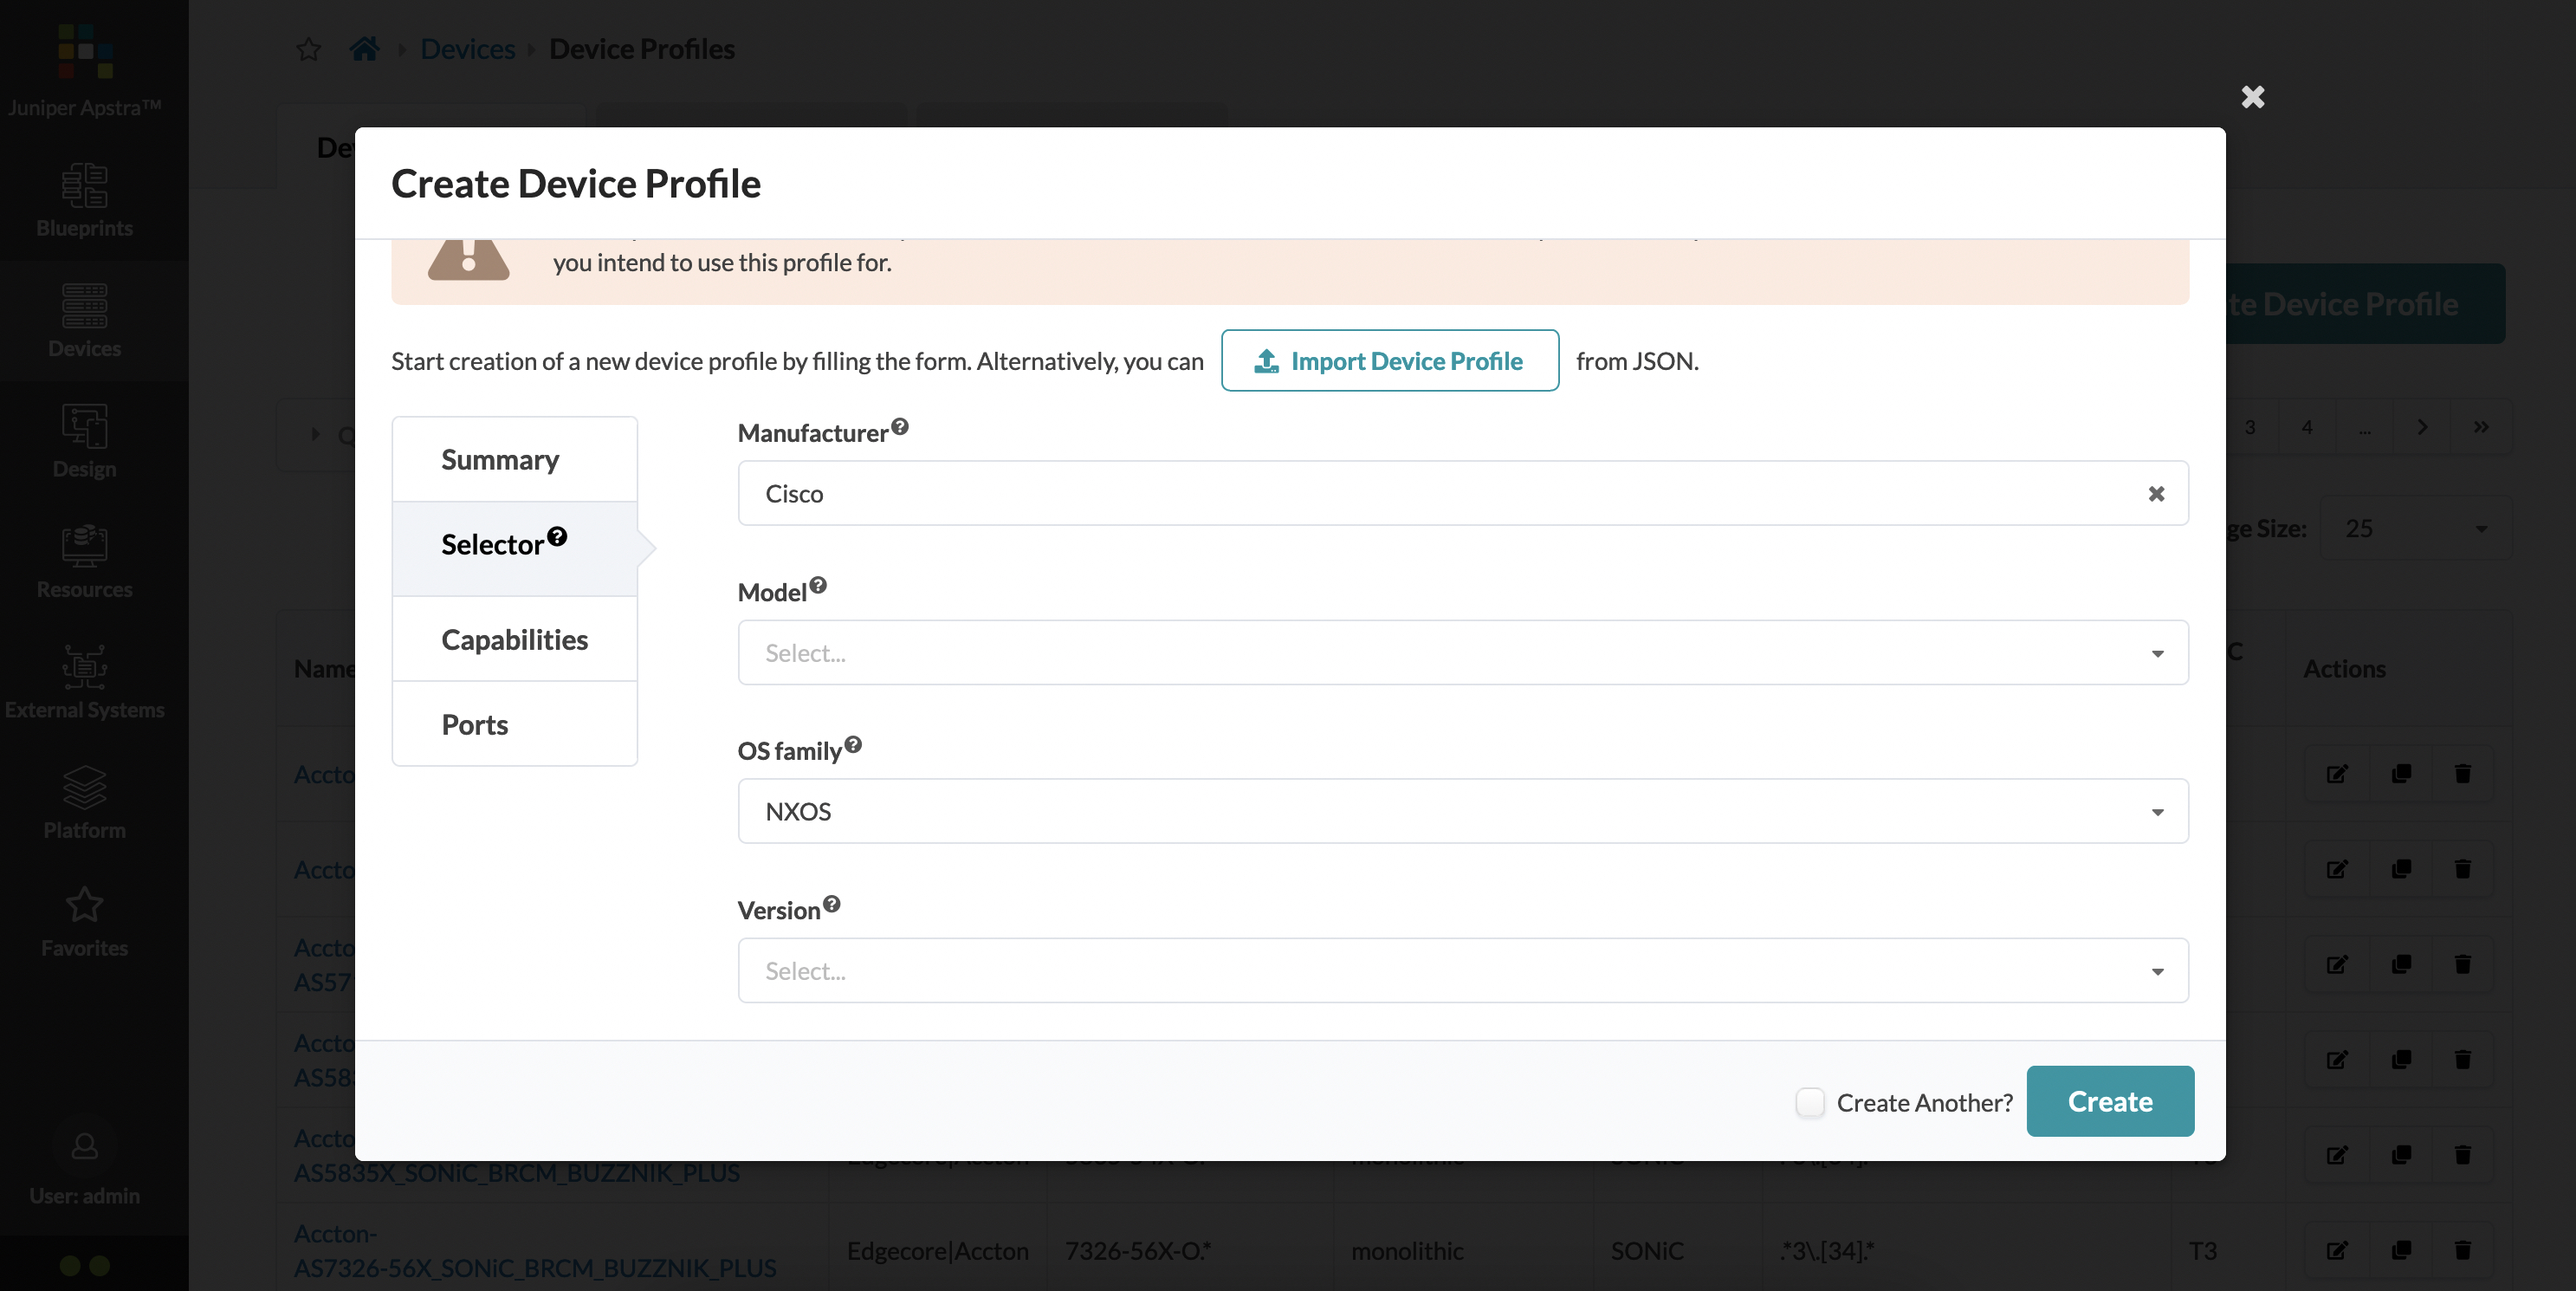 Juniper Apstra™
Blueprints
Devices
Design
Resources
External Systems
Platform
Favorites
User: admin
Devices
Device Profiles
Create Device Profile
you intend to use this profile for.
Start creation of a new device profile by filling the form. Alternatively, you can
Import Device Profile
from JSON.
Summary
Selector
Capabilities
Ports
Manufacturer
Cisco
Model
Select...
OS family
NXOS
Version
Select...
Create Another?
Create
te Device Profile
3 4 ...
ge Size: 25
Name
Actions
Accto
Accto
Accto
AS57
Accto
AS58
Accto
AS5835X_SONiC_BRCM_BUZZNIK_PLUS
Accton-
AS7326-56X_SONiC_BRCM_BUZZNIK_PLUS
Edgecore|Accton
7326-56X-O.*
monolithic
SONiC
.*3\.[34].*
T3